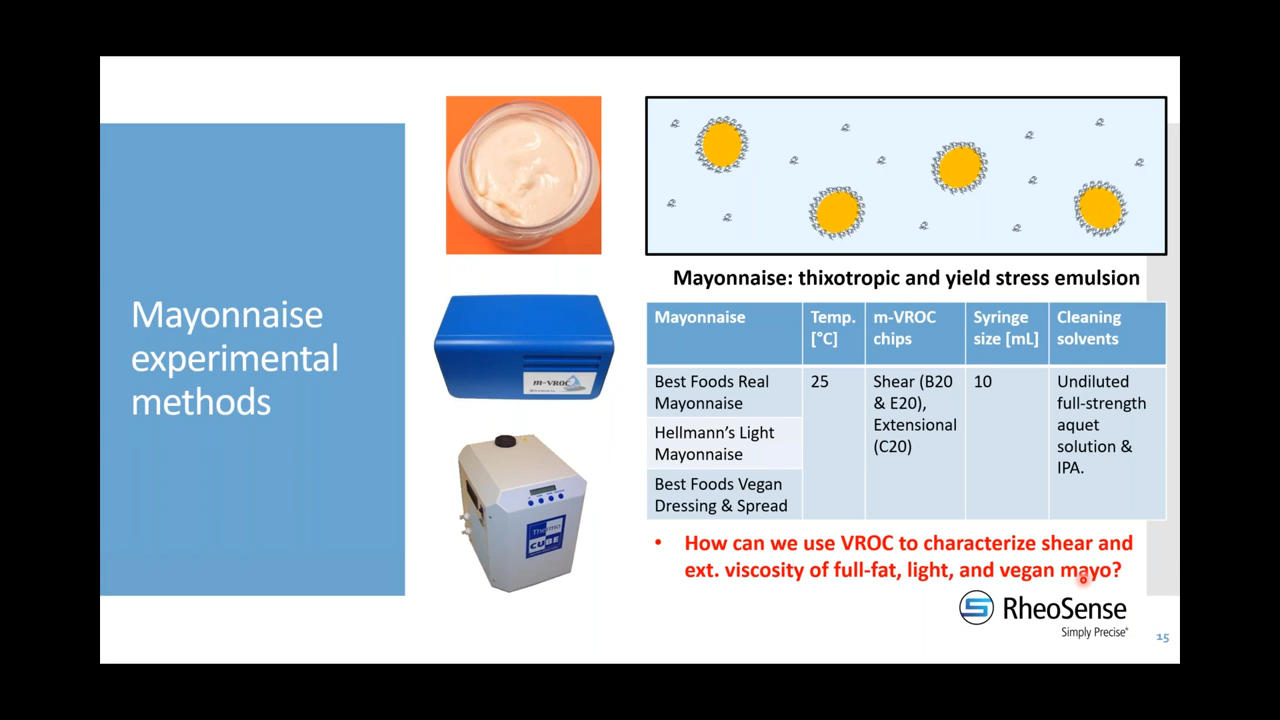 Mayonnaise
experimental
methods
m-VROC
Thermo
CUBE
Mayonnaise: thixotropic and yield stress emulsion
Mayonnaise
Temp.
[°C]
m-VROC
chips
Syringe
size [mL]
Cleaning
solvents
Best Foods Real
Mayonnaise
Hellmann’s Light
Mayonnaise
Best Foods Vegan
Dressing & Spread
25
Shear (B20
& E20),
Extensional
(C20)
10
Undiluted
full-strength
aquet
solution &
IPA.
• How can we use VROC to characterize shear and
ext. viscosity of full-fat, light, and vegan mayo?
RheoSense
Simply Precise®
15